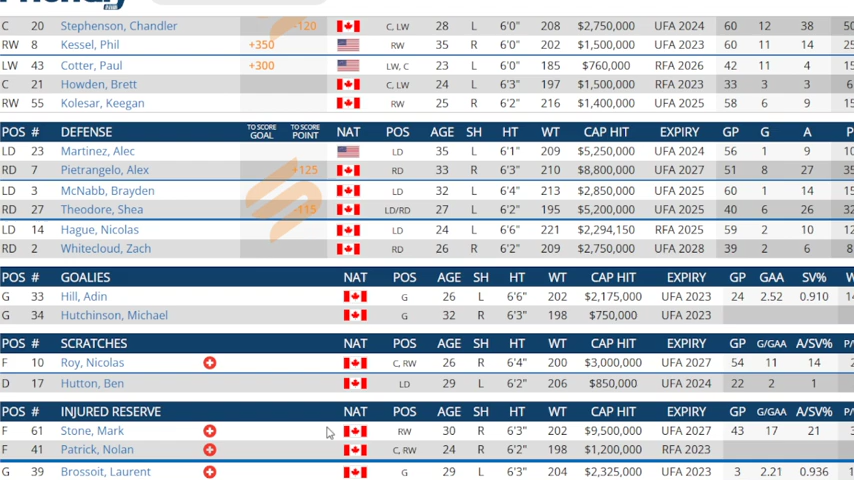 C 20 Stephenson, Chandler -120 C, LW 28 L 6'0" 208 $2,750,000 UFA 2024 60 12 38
RW 8 Kessel, Phil +350 RW 35 R 6'0" 202 $1,500,000 UFA 2023 60 11 14
LW 43 Cotter, Paul +300 LW, C 23 L 6'0" 185 $760,000 RFA 2026 42 11 4
C 21 Howden, Brett C, LW 24 L 6'3" 197 $1,500,000 RFA 2023 33 3 3
RW 55 Kolesar, Keegan RW 25 R 6'2" 216 $1,400,000 UFA 2025 58 6 9
POS # DEFENSE TO SCORE GOAL TO SCORE POINT NAT POS AGE SH HT WT CAP HIT EXPIRY GP G A
LD 23 Martinez, Alec LD 35 L 6'1" 209 $5,250,000 UFA 2024 56 1 9
RD 7 Pietrangelo, Alex +125 RD 33 R 6'3" 210 $8,800,000 UFA 2027 51 8 27
LD 3 McNabb, Brayden LD 32 L 6'4" 213 $2,850,000 UFA 2025 60 1 14
RD 27 Theodore, Shea -115 LD/RD 27 L 6'2" 195 $5,200,000 UFA 2025 40 6 26
LD 14 Hague, Nicolas LD 24 L 6'6" 221 $2,294,150 RFA 2025 59 2 10
RD 2 Whitecloud, Zach RD 26 R 6'2" 209 $2,750,000 UFA 2028 39 2 6
POS # GOALIES NAT POS AGE SH HT WT CAP HIT EXPIRY GP GAA SV%
G 33 Hill, Adin G 26 L 6'6" 202 $2,175,000 UFA 2023 24 2.52 0.910
G 34 Hutchinson, Michael G 32 R 6'3" 198 $750,000 UFA 2023
POS # SCRATCHES NAT POS AGE SH HT WT CAP HIT EXPIRY GP G/GAA A/SV%
F 10 Roy, Nicolas C, RW 26 R 6'4" 200 $3,000,000 UFA 2027 54 11 14
D 17 Hutton, Ben LD 29 L 6'2" 206 $850,000 UFA 2024 22 2 1
POS # INJURED RESERVE NAT POS AGE SH HT WT CAP HIT EXPIRY GP G/GAA A/SV%
F 61 Stone, Mark RW 30 R 6'3" 202 $9,500,000 UFA 2027 43 17 21
F 41 Patrick, Nolan C, RW 24 R 6'2" 198 $1,200,000 RFA 2023
G 39 Brossoit, Laurent G 29 L 6'3" 204 $2,325,000 UFA 2023 3 2.21 0.936